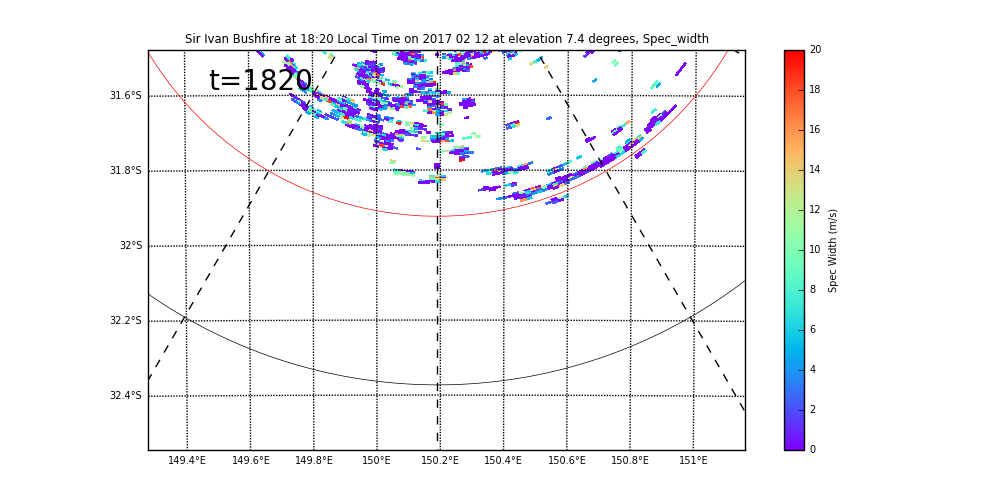 Sir Ivan Bushfire at 18:20 Local Time on 2017 02 12 at elevation 7.4 degrees, Spec_width
t=1820
31.6°S
31.8°S
32°S
32.2°S
32.4°S
149.4°E 149.6°E 149.8°E 150°E 150.2°E 150.4°E 150.6°E 150.8°E 151°E
20
18
16
14
12
10
8
6
4
2
0
Spec Width (m/s)